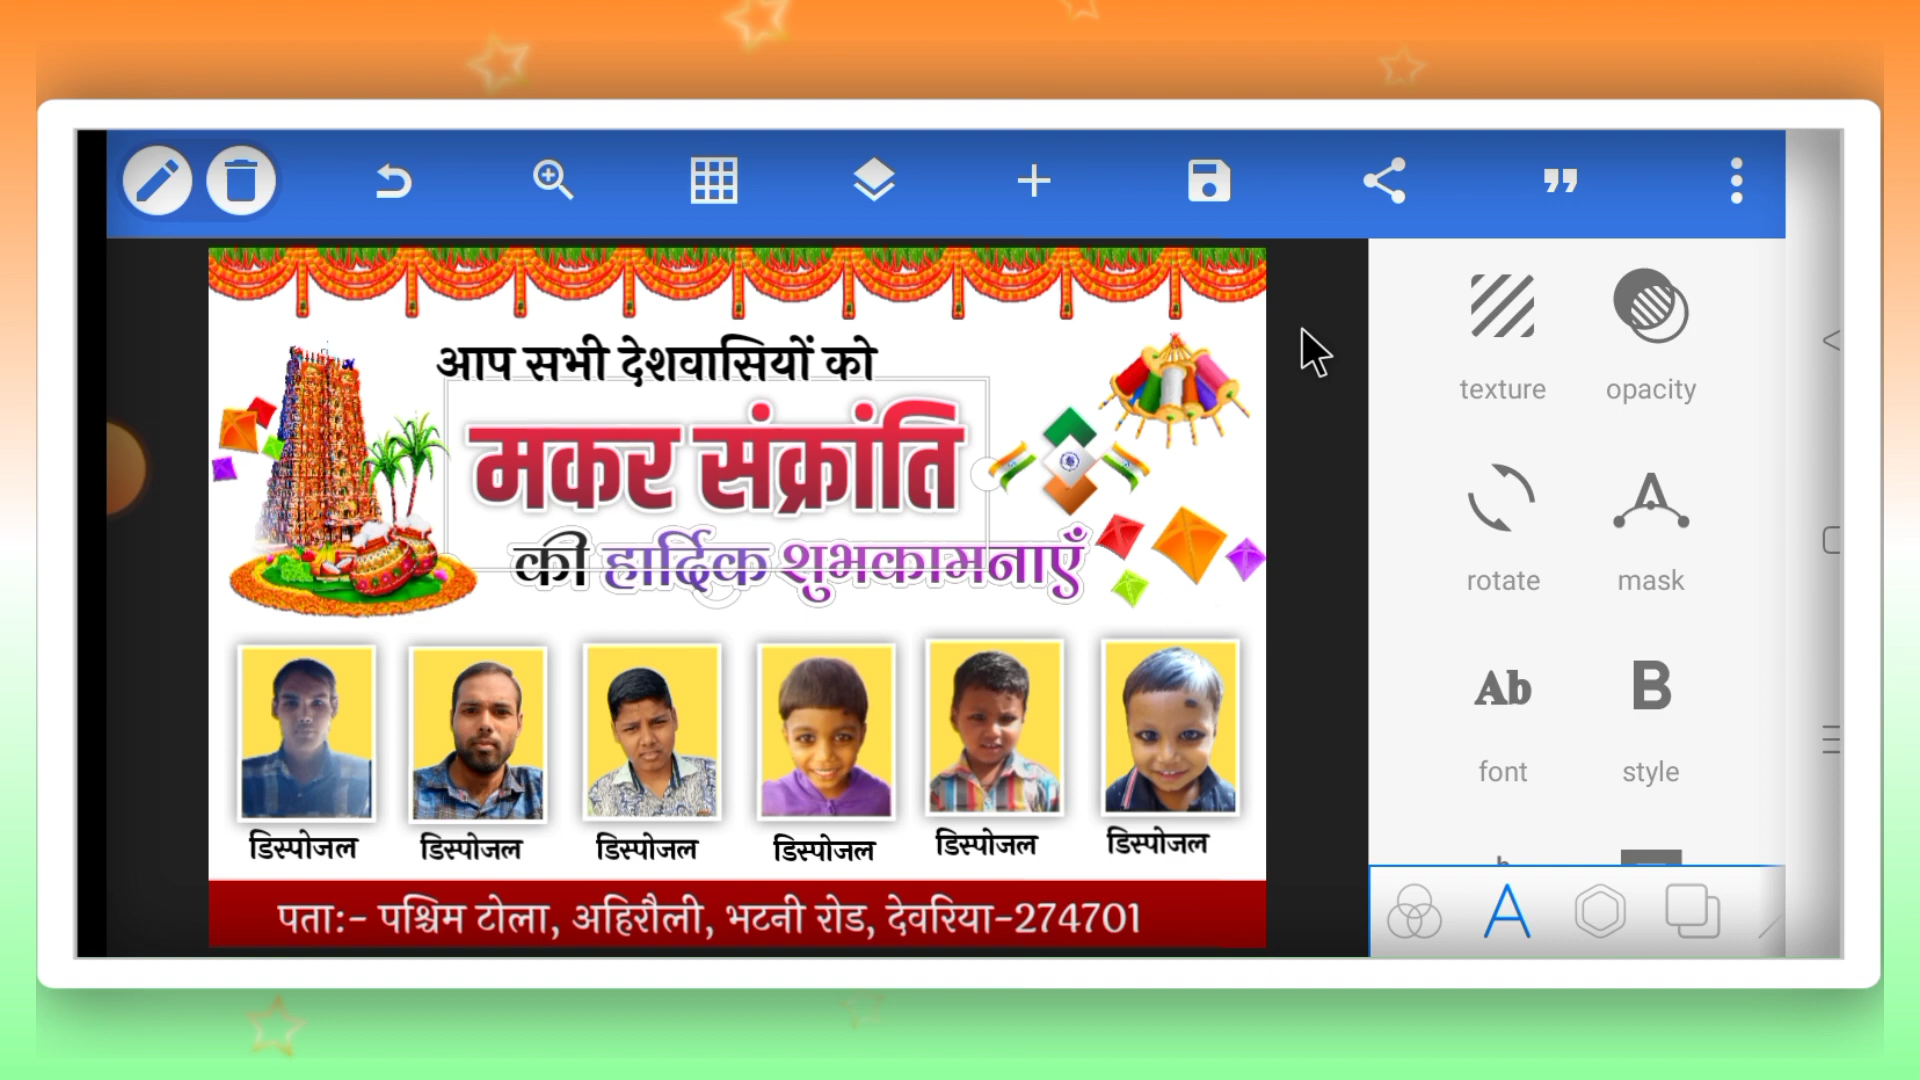 आप सभी देशवासियों को
मकर संक्रांति
की हार्दिक शुभकामनाएँ
डिस्पोजल डिस्पोजल डिस्पोजल डिस्पोजल डिस्पोजल डिस्पोजल
पता:- पश्चिम टोला, अहिरौली, भटनी रोड, देवरिया-274701
texture opacity
rotate mask
Ab B
font style